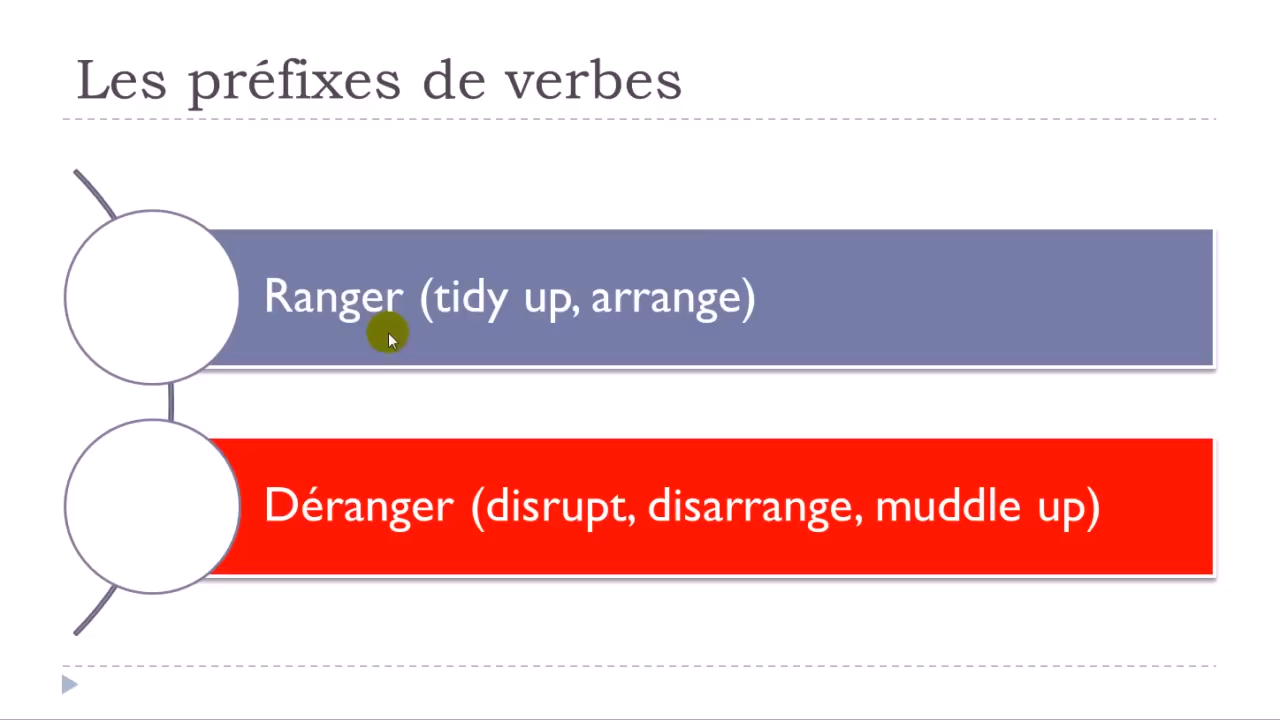 Les préfixes de verbes
Ranger (tidy up, arrange)
Déranger (disrupt, disarrange, muddle up)